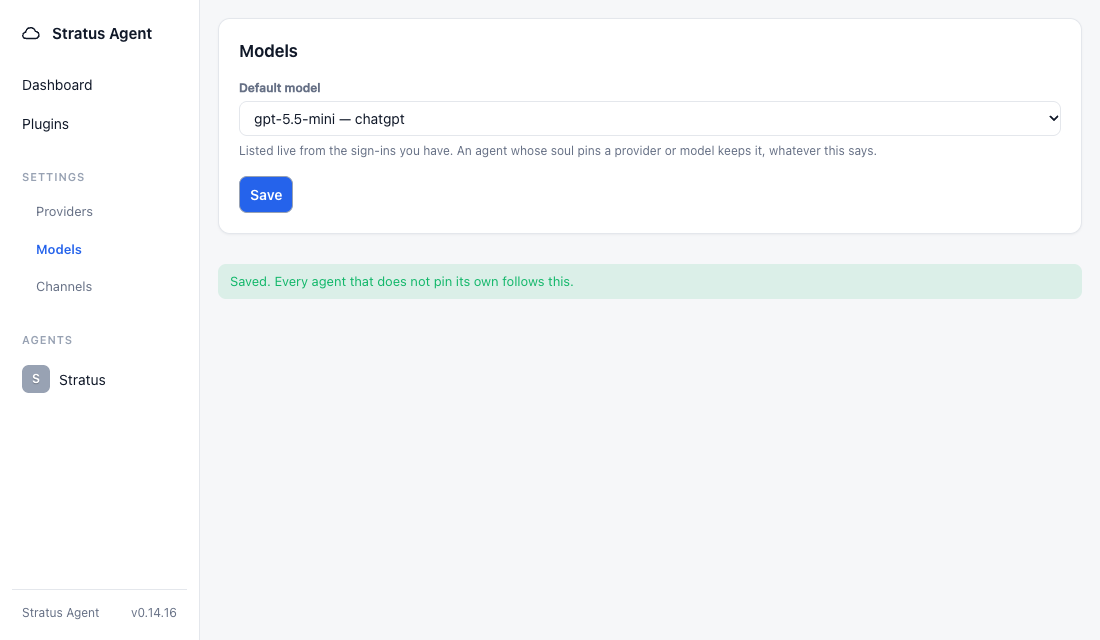 Stratus Agent
Dashboard
Plugins
SETTINGS
Providers
Models
Channels
AGENTS
S
Stratus
Stratus Agent
v0.14.16
Models
Default model
gpt-5.5-mini — chatgpt
Listed live from the sign-ins you have. An agent whose soul pins a provider or model keeps it, whatever this says.
Save
Saved. Every agent that does not pin its own follows this.